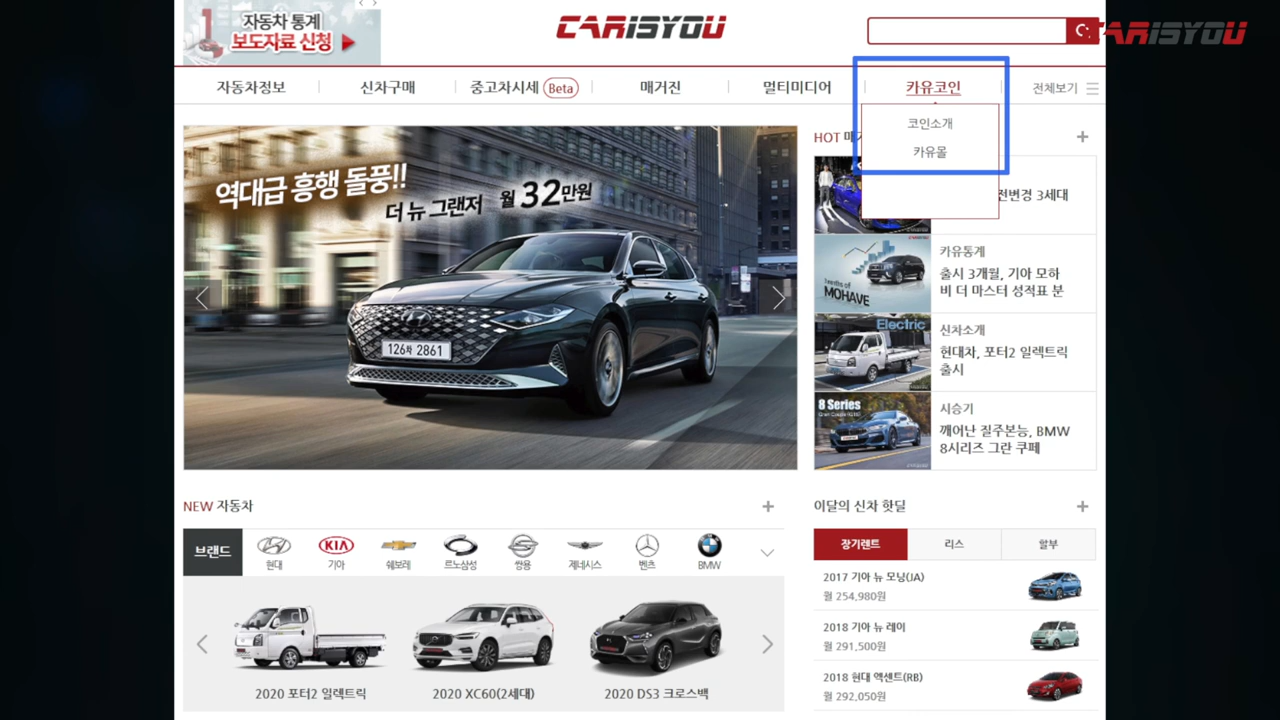 1
자동차 통계
보도자료 신청
CARISYOU
CARISYOU
자동차정보
신차구매
중고차시세 Beta
매거진
멀티미디어
카유코인
전체보기
코인소개
카유몰
역대급 흥행 돌풍!!
더 뉴 그랜저 월 32만원
126차 2861
HOT 매거
전변경 3세대
카유통계
출시 3개월, 기아 모하
비 더 마스터 성적표 분
MOHAVE
신차소개
현대차, 포터2 일렉트릭
출시
Electric
시승기
깨어난 질주본능, BMW
8시리즈 그란 쿠페
8 Series
NEW 자동차
브랜드
현대
KIA
기아
쉐보레
르노삼성
쌍용
제네시스
벤츠
BMW
2020 포터2 일렉트릭
2020 XC60(2세대)
2020 DS3 크로스백
이달의 신차 핫딜
장기렌트
리스
할부
2017 기아 뉴 모닝(JA)
월 254,980원
2018 기아 뉴 레이
월 291,500원
2018 현대 액센트(RB)
월 292,050원